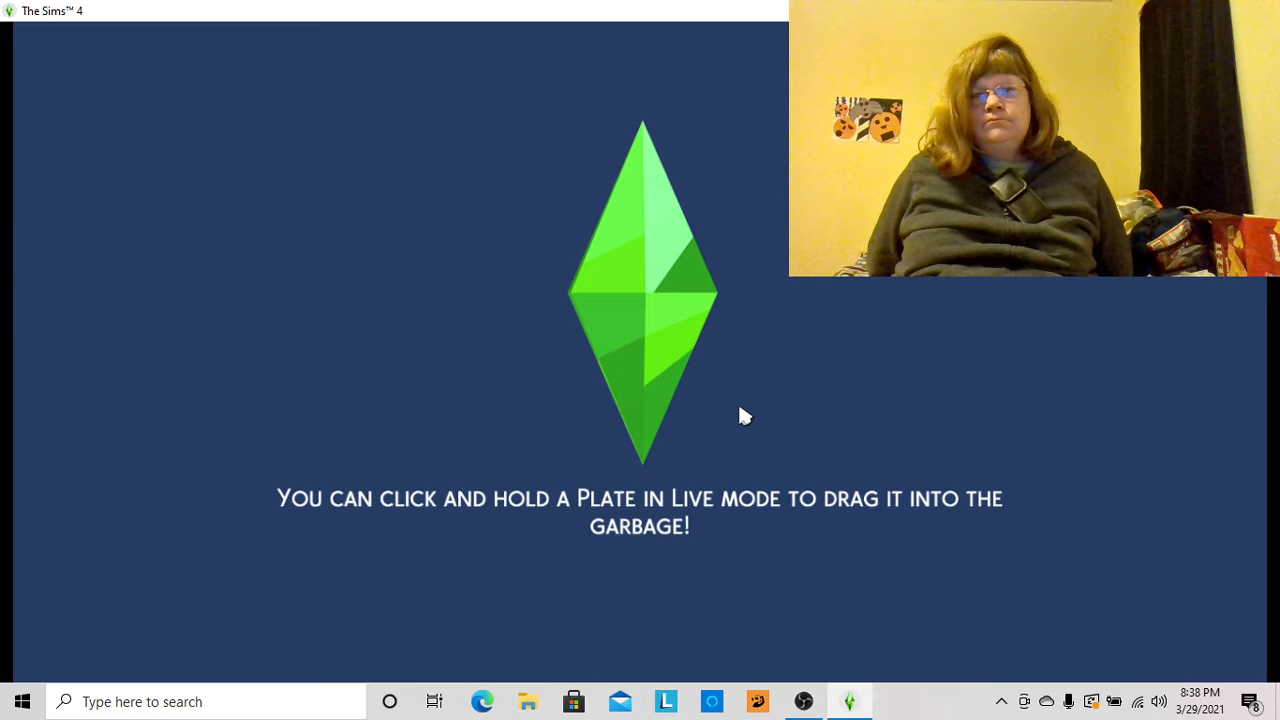 The Sims™ 4
YOU CAN CLICK AND HOLD A PLATE IN LIVE MODE TO DRAG IT INTO THE
GARBAGE!
Type here to search
L
8:38 PM
3/29/2021
8